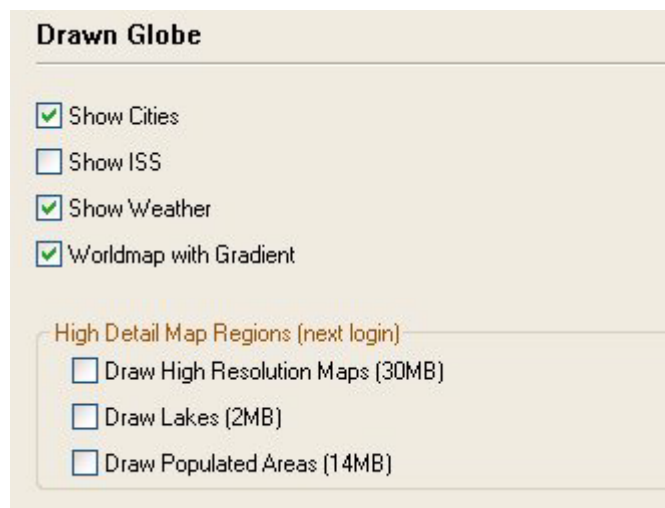 Drawn Globe
Show Cities
Show ISS
Show Weather
Worldmap with Gradient
High Detail Map Regions (next login)
Draw High Resolution Maps (30MB)
Draw Lakes (2MB)
Draw Populated Areas (14MB)